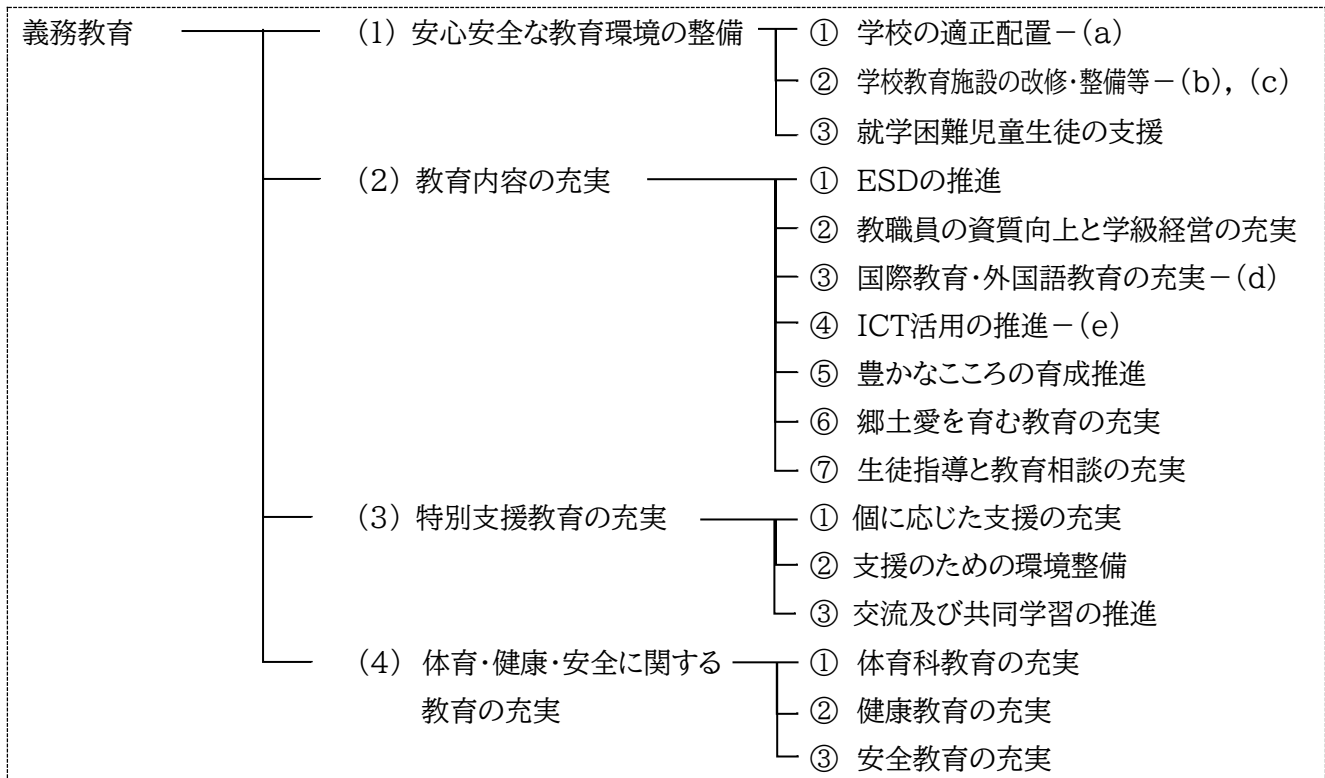 義務教育
(1) 安心安全な教育環境の整備
① 学校の適正配置－(a)
② 学校教育施設の改修・整備等－(b), (c)
③ 就学困難児童生徒の支援
(2) 教育内容の充実
① ESDの推進
② 教職員の資質向上と学級経営の充実
③ 国際教育・外国語教育の充実－(d)
④ ICT活用の推進－(e)
⑤ 豊かなこころの育成推進
⑥ 郷土愛を育む教育の充実
⑦ 生徒指導と教育相談の充実
(3) 特別支援教育の充実
① 個に応じた支援の充実
② 支援のための環境整備
③ 交流及び共同学習の推進
(4) 体育・健康・安全に関する
教育の充実
① 体育科教育の充実
② 健康教育の充実
③ 安全教育の充実